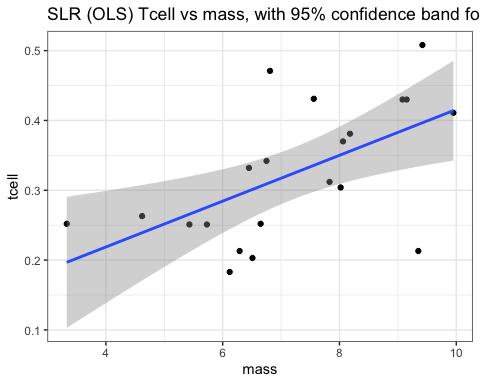 SLR (OLS) Tcell vs mass, with 95% confidence band fo
0.5
0.4
0.3
0.2
0.1
tcell
4 6 8 10
mass